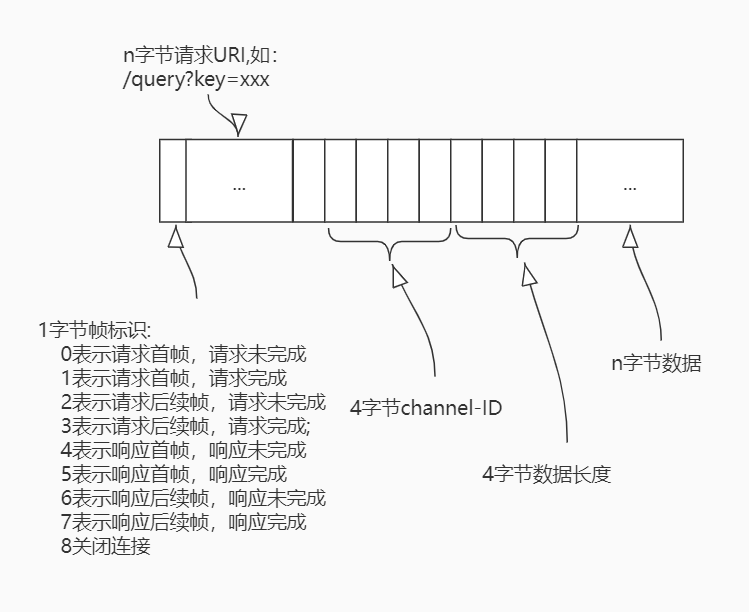 n字节请求URI,如：
/query?key=xxx
...
...
1字节帧标识:
0表示请求首帧，请求未完成
1表示请求首帧，请求完成
2表示请求后续帧，请求未完成
3表示请求后续帧，请求完成;
4表示响应首帧，响应未完成
5表示响应首帧，响应完成
6表示响应后续帧，响应未完成
7表示响应后续帧，响应完成
8关闭连接
4字节channel-ID
4字节数据长度
n字节数据